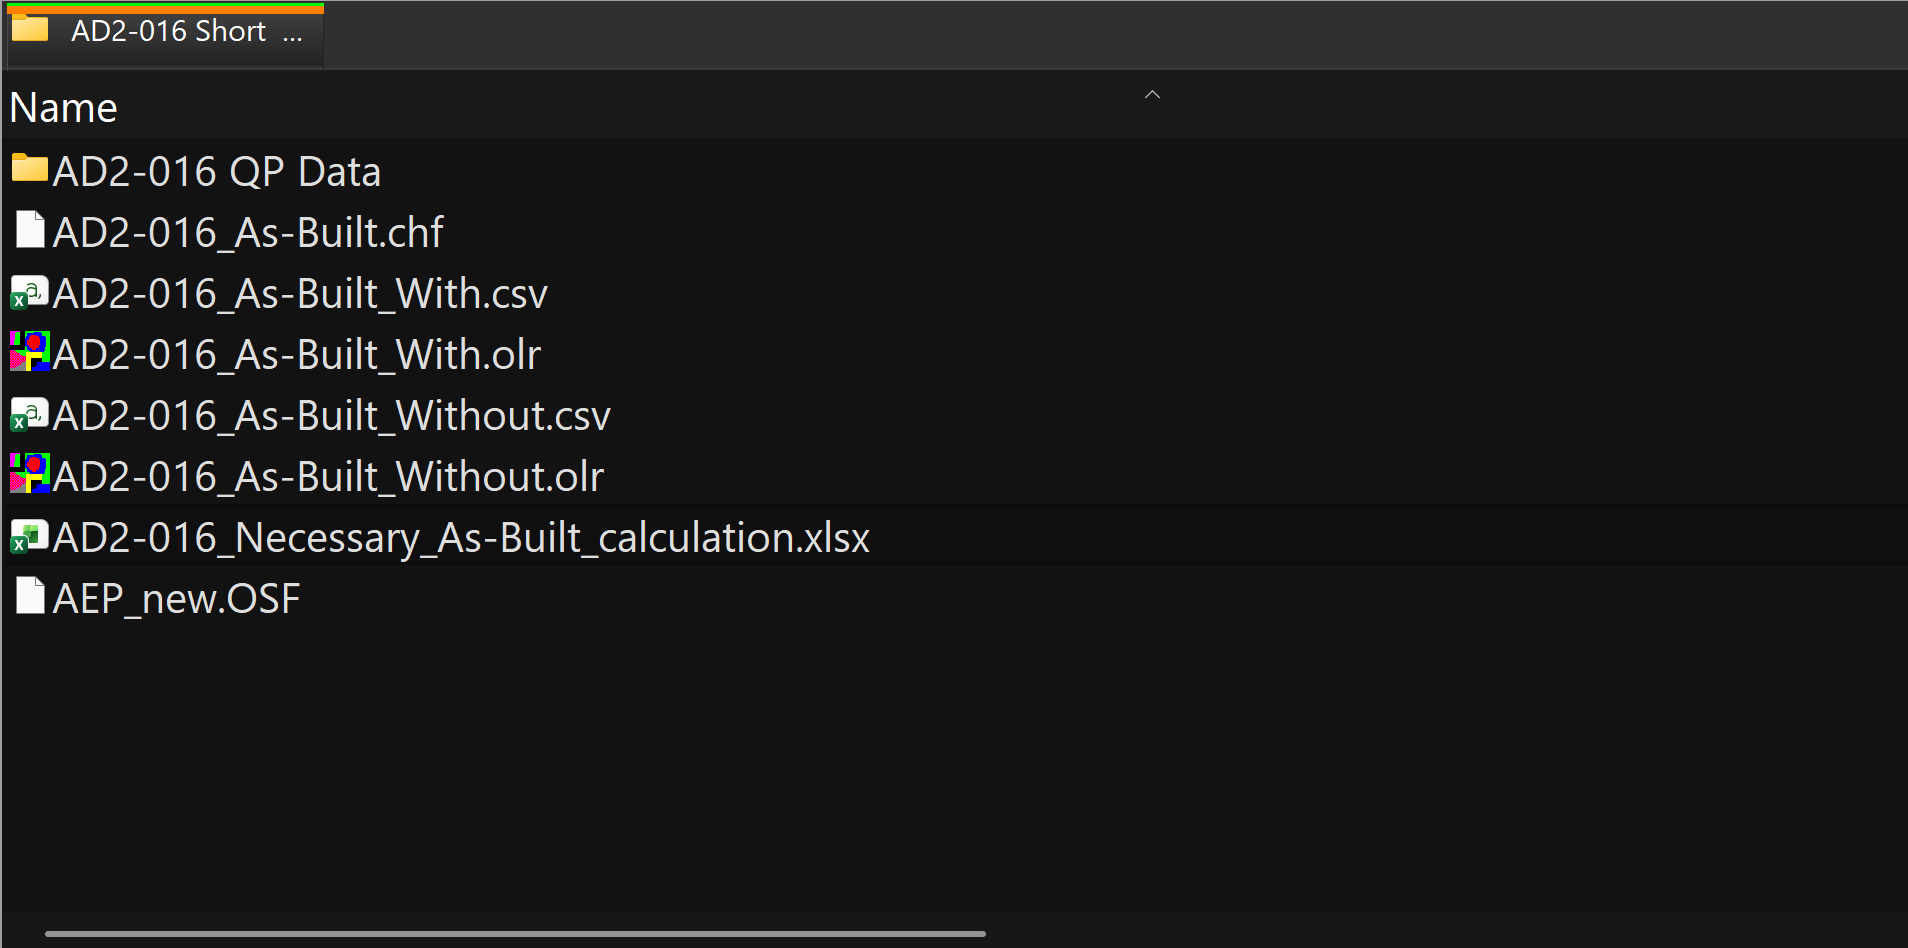 AD2-016 Short ...
Name
AD2-016 QP Data
AD2-016_As-Built.chf
AD2-016_As-Built_With.csv
AD2-016_As-Built_With.olr
AD2-016_As-Built_Without.csv
AD2-016_As-Built_Without.olr
AD2-016_Necessary_As-Built_calculation.xlsx
AEP_new.OSF